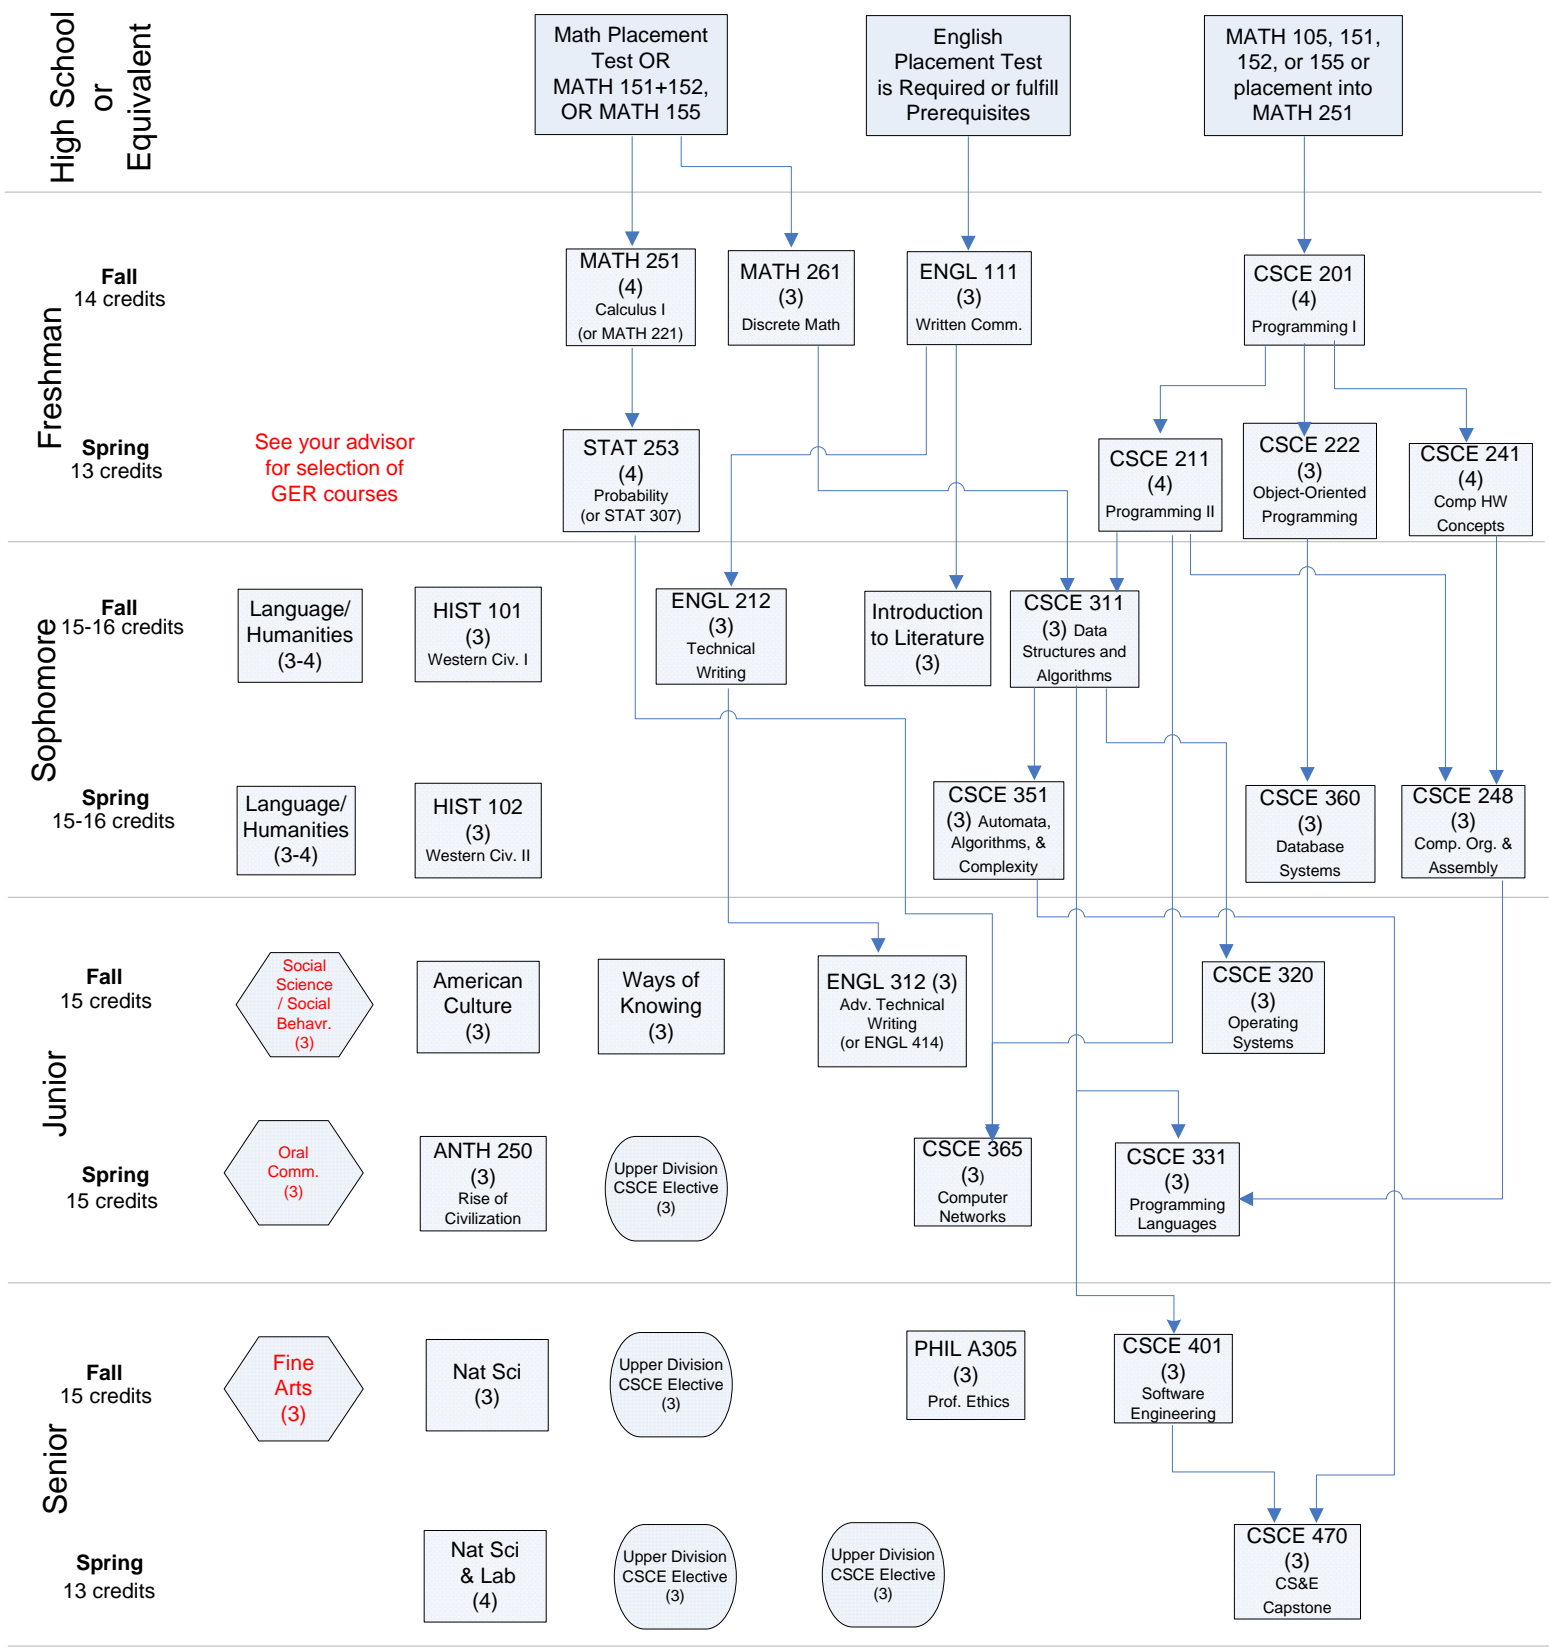 High School
or
Equivalent
Math Placement
Test OR
MATH 151+152,
OR MATH 155
English
Placement Test
is Required or fulfill
Prerequisites
MATH 105, 151,
152, or 155 or
placement into
MATH 251
Freshman
Fall
14 credits
MATH 251
(4)
Calculus I
(or MATH 221)
MATH 261
(3)
Discrete Math
ENGL 111
(3)
Written Comm.
CSCE 201
(4)
Programming I
Spring
13 credits
See your advisor
for selection of
GER courses
STAT 253
(4)
Probability
(or STAT 307)
CSCE 211
(4)
Programming II
CSCE 222
(3)
Object-Oriented
Programming
CSCE 241
(4)
Comp HW
Concepts
Sophomore
Fall
15-16 credits
Language/
Humanities
(3-4)
HIST 101
(3)
Western Civ. I
ENGL 212
(3)
Technical
Writing
Introduction
to Literature
(3)
CSCE 311
(3) Data
Structures and
Algorithms
Spring
15-16 credits
Language/
Humanities
(3-4)
HIST 102
(3)
Western Civ. II
CSCE 351
(3) Automata,
Algorithms, &
Complexity
CSCE 360
(3)
Database
Systems
CSCE 248
(3)
Comp. Org. &
Assembly
Junior
Fall
15 credits
Social
Science
/ Social
Behavr.
(3)
American
Culture
(3)
Ways of
Knowing
(3)
ENGL 312 (3)
Adv. Technical
Writing
(or ENGL 414)
CSCE 320
(3)
Operating
Systems
Spring
15 credits
Oral
Comm.
(3)
ANTH 250
(3)
Rise of
Civilization
Upper Division
CSCE Elective
(3)
CSCE 365
(3)
Computer
Networks
CSCE 331
(3)
Programming
Languages
Senior
Fall
15 credits
Fine
Arts
(3)
Nat Sci
(3)
Upper Division
CSCE Elective
(3)
PHIL A305
(3)
Prof. Ethics
CSCE 401
(3)
Software
Engineering
Spring
13 credits
Nat Sci
& Lab
(4)
Upper Division
CSCE Elective
(3)
Upper Division
CSCE Elective
(3)
CSCE 470
(3)
CS&E
Capstone